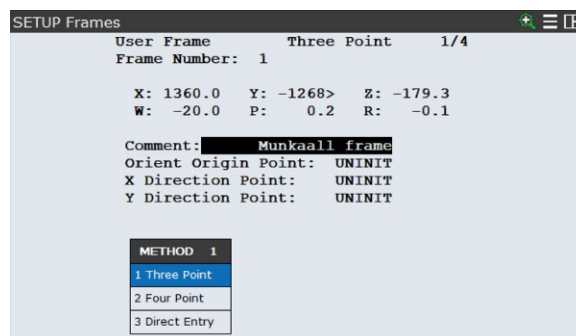 SETUP Frames
User Frame Three Point 1/4
Frame Number: 1
X: 1360.0 Y: -1268> Z: -179.3
W: -20.0 P: 0.2 R: -0.1
Comment: Munkaall frame
Orient Origin Point: UNINIT
X Direction Point: UNINIT
Y Direction Point: UNINIT
METHOD 1
1 Three Point
2 Four Point
3 Direct Entry